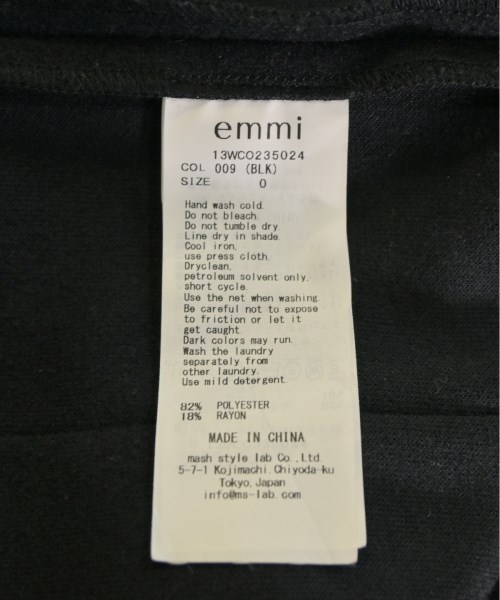 emmi
13WCO235024
COL 009 (BLK)
SIZE 0
Hand wash cold.
Do not bleach.
Do not tumble dry.
Line dry in shade.
Cool iron,
use press cloth.
Dryclean,
petroleum solvent only,
short cycle.
Use the net when washing.
Be careful not to expose
to friction or let it
get caught.
Dark colors may run.
Wash the laundry
separately from
other laundry.
Use mild detergent.
82% POLYESTER
18% RAYON
MADE IN CHINA
mash style lab Co.,Ltd.
5-7-1 Kojimachi,Chiyoda-ku
Tokyo,Japan
info@ms-lab.com